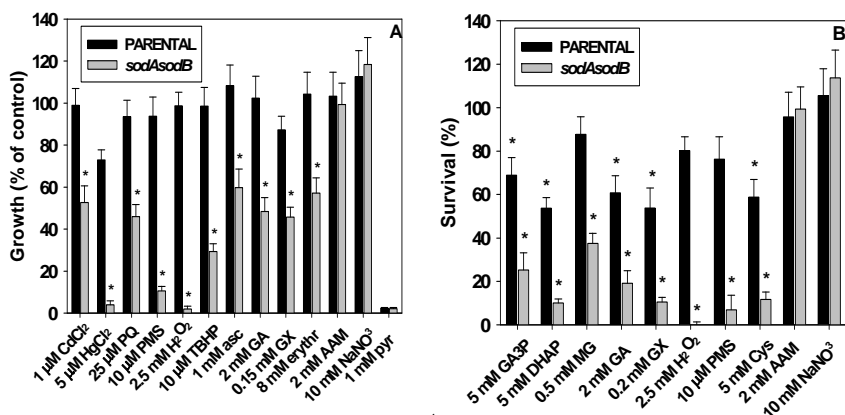 A
PARENTAL
sodAsodB
Growth (% of control)
140
120
100
80
60
40
20
0
* * * * * * * * * *
1 µM CdCl₂
5 µM HgCl₂
25 µM PQ
10 µM PMS
2.5 mM H₂O₂
10 µM TBHP
1 mM asc
2 mM GA
0.15 mM GX
8 mM erythr
2 mM AAM
10 mM NaNO³
1 mM pyr
B
PARENTAL
sodAsodB
Survival (%)
140
120
100
80
60
40
20
0
* * * * * * * * * * * * *
5 mM GA3P
5 mM DHAP
0.5 mM MG
2 mM GA
0.2 mM GX
2.5 mM H²O₂
10 µM PMS
5 mM Cys
2 mM AAM
10 mM NaNO³